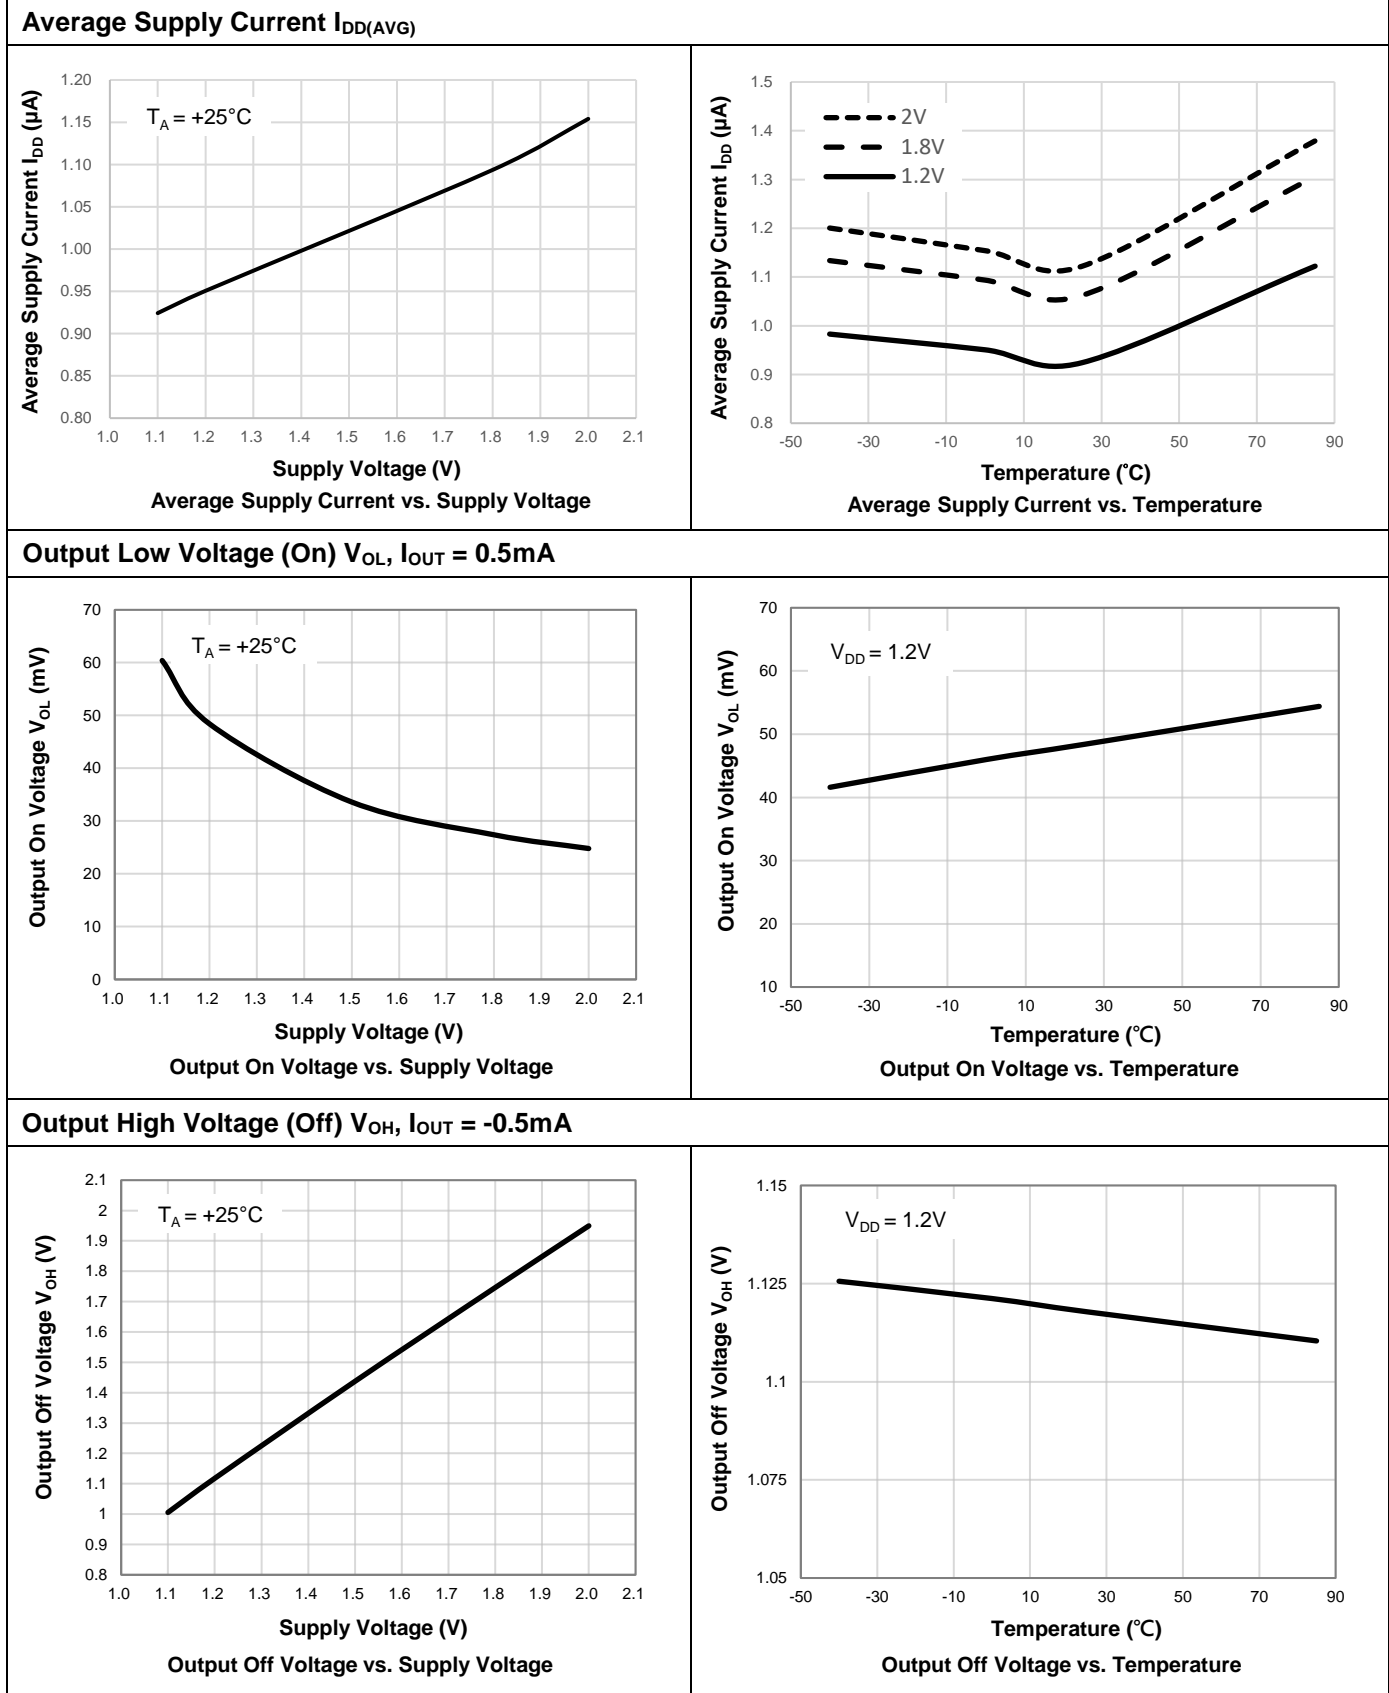 Average Supply Current IDD(AVG)
Average Supply Current IDD (µA)
1.20
1.15
1.10
1.05
1.00
0.95
0.90
0.85
0.80
TA = +25°C
1.0 1.1 1.2 1.3 1.4 1.5 1.6 1.7 1.8 1.9 2.0 2.1
Supply Voltage (V)
Average Supply Current vs. Supply Voltage
Average Supply Current IDD (µA)
1.5
1.4
1.3
1.2
1.1
1.0
0.9
0.8
2V
1.8V
1.2V
-50 -30 -10 10 30 50 70 90
Temperature (°C)
Average Supply Current vs. Temperature
Output Low Voltage (On) VOL, IOUT = 0.5mA
Output On Voltage VOL (mV)
70
60
50
40
30
20
10
0
TA = +25°C
1.0 1.1 1.2 1.3 1.4 1.5 1.6 1.7 1.8 1.9 2.0 2.1
Supply Voltage (V)
Output On Voltage vs. Supply Voltage
Output On Voltage VOL (mV)
70
60
50
40
30
20
10
VDD = 1.2V
-50 -30 -10 10 30 50 70 90
Temperature (℃)
Output On Voltage vs. Temperature
Output High Voltage (Off) VOH, IOUT = -0.5mA
Output Off Voltage VOH (V)
2.1
2
1.9
1.8
1.7
1.6
1.5
1.4
1.3
1.2
1.1
1
0.9
0.8
TA = +25°C
1.0 1.1 1.2 1.3 1.4 1.5 1.6 1.7 1.8 1.9 2.0 2.1
Supply Voltage (V)
Output Off Voltage vs. Supply Voltage
Output Off Voltage VOH (V)
1.15
1.125
1.1
1.075
1.05
VDD = 1.2V
-50 -30 -10 10 30 50 70 90
Temperature (℃)
Output Off Voltage vs. Temperature